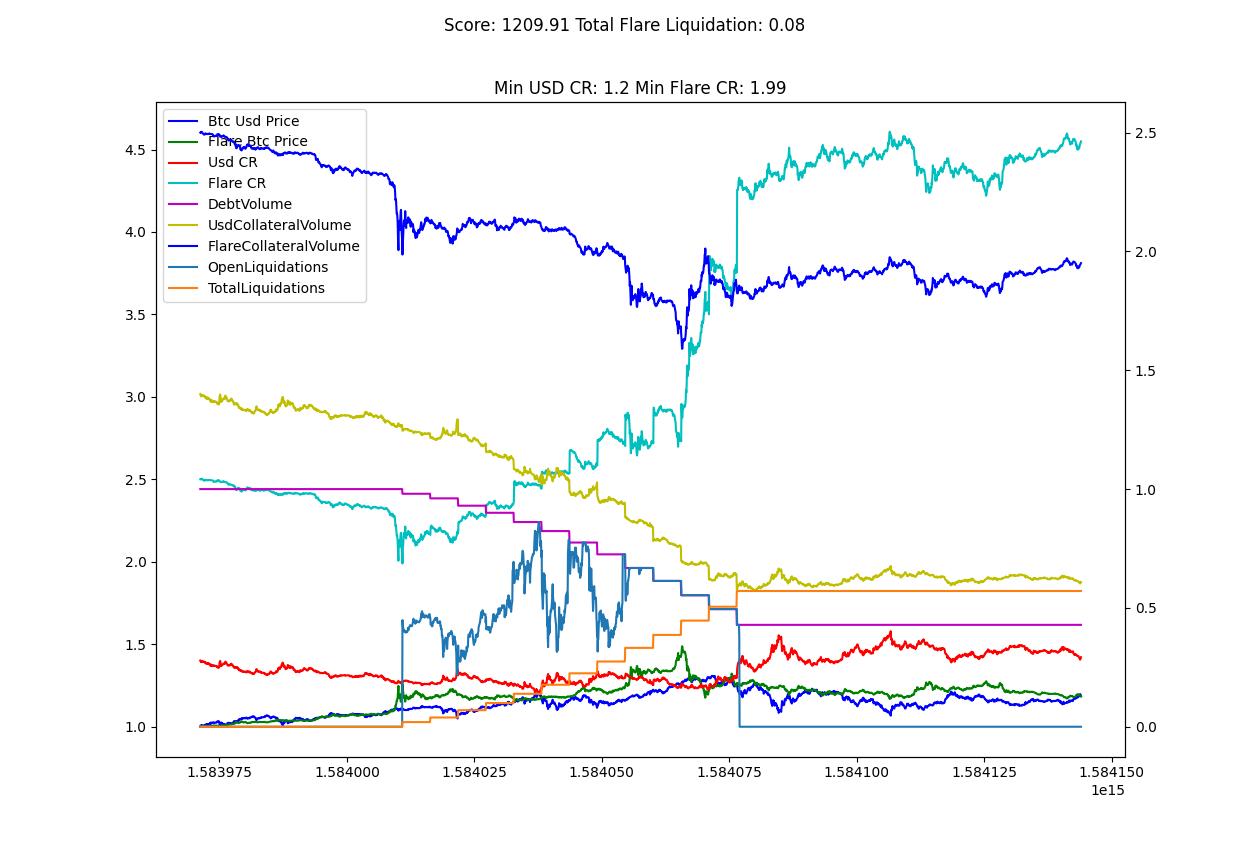 Score: 1209.91 Total Flare Liquidation: 0.08
Min USD CR: 1.2 Min Flare CR: 1.99
Btc Usd Price
Flare Btc Price
Usd CR
Flare CR
DebtVolume
UsdCollateralVolume
FlareCollateralVolume
OpenLiquidations
TotalLiquidations
4.5
4.0
3.5
3.0
2.5
2.0
1.5
1.0
2.5
2.0
1.5
1.0
0.5
0.0
1.583975 1.584000 1.584025 1.584050 1.584075 1.584100 1.584125 1.584150
1e15